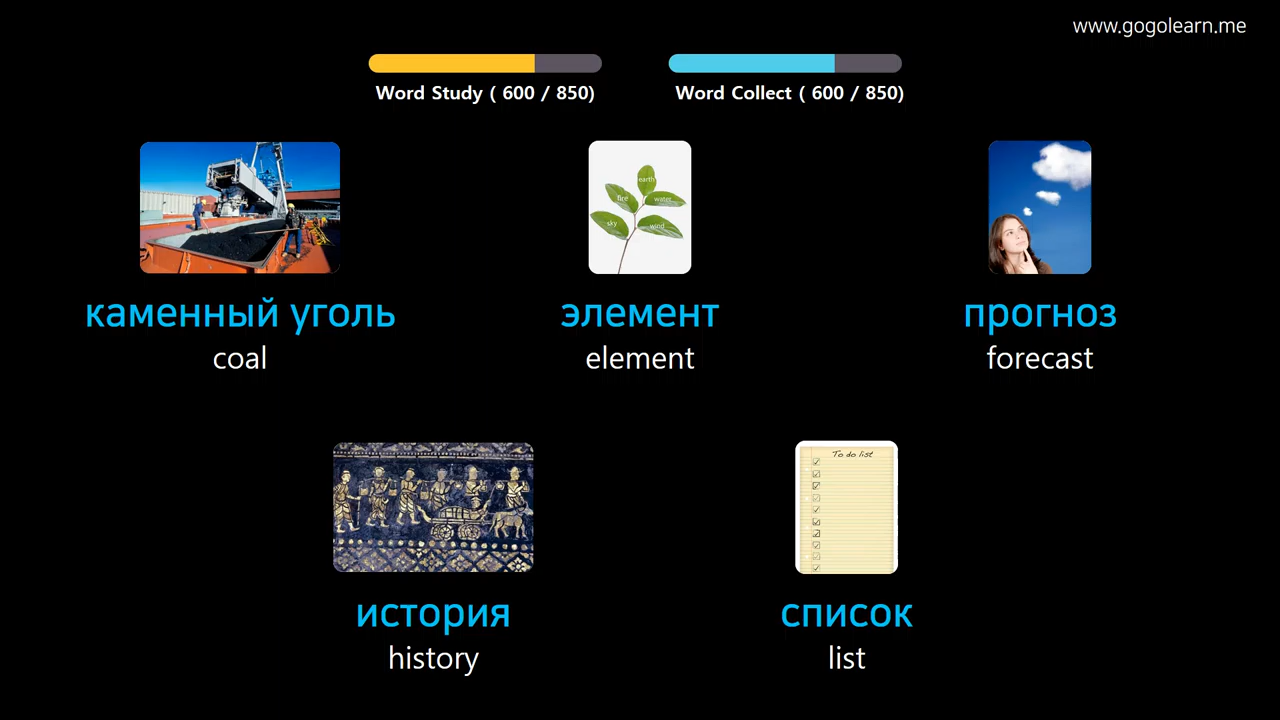 www.gogolearn.me
Word Study ( 600 / 850)
Word Collect ( 600 / 850)
earth
fire
water
sky
wind
каменный уголь
элемент
прогноз
coal
element
forecast
To do list
история
список
history
list